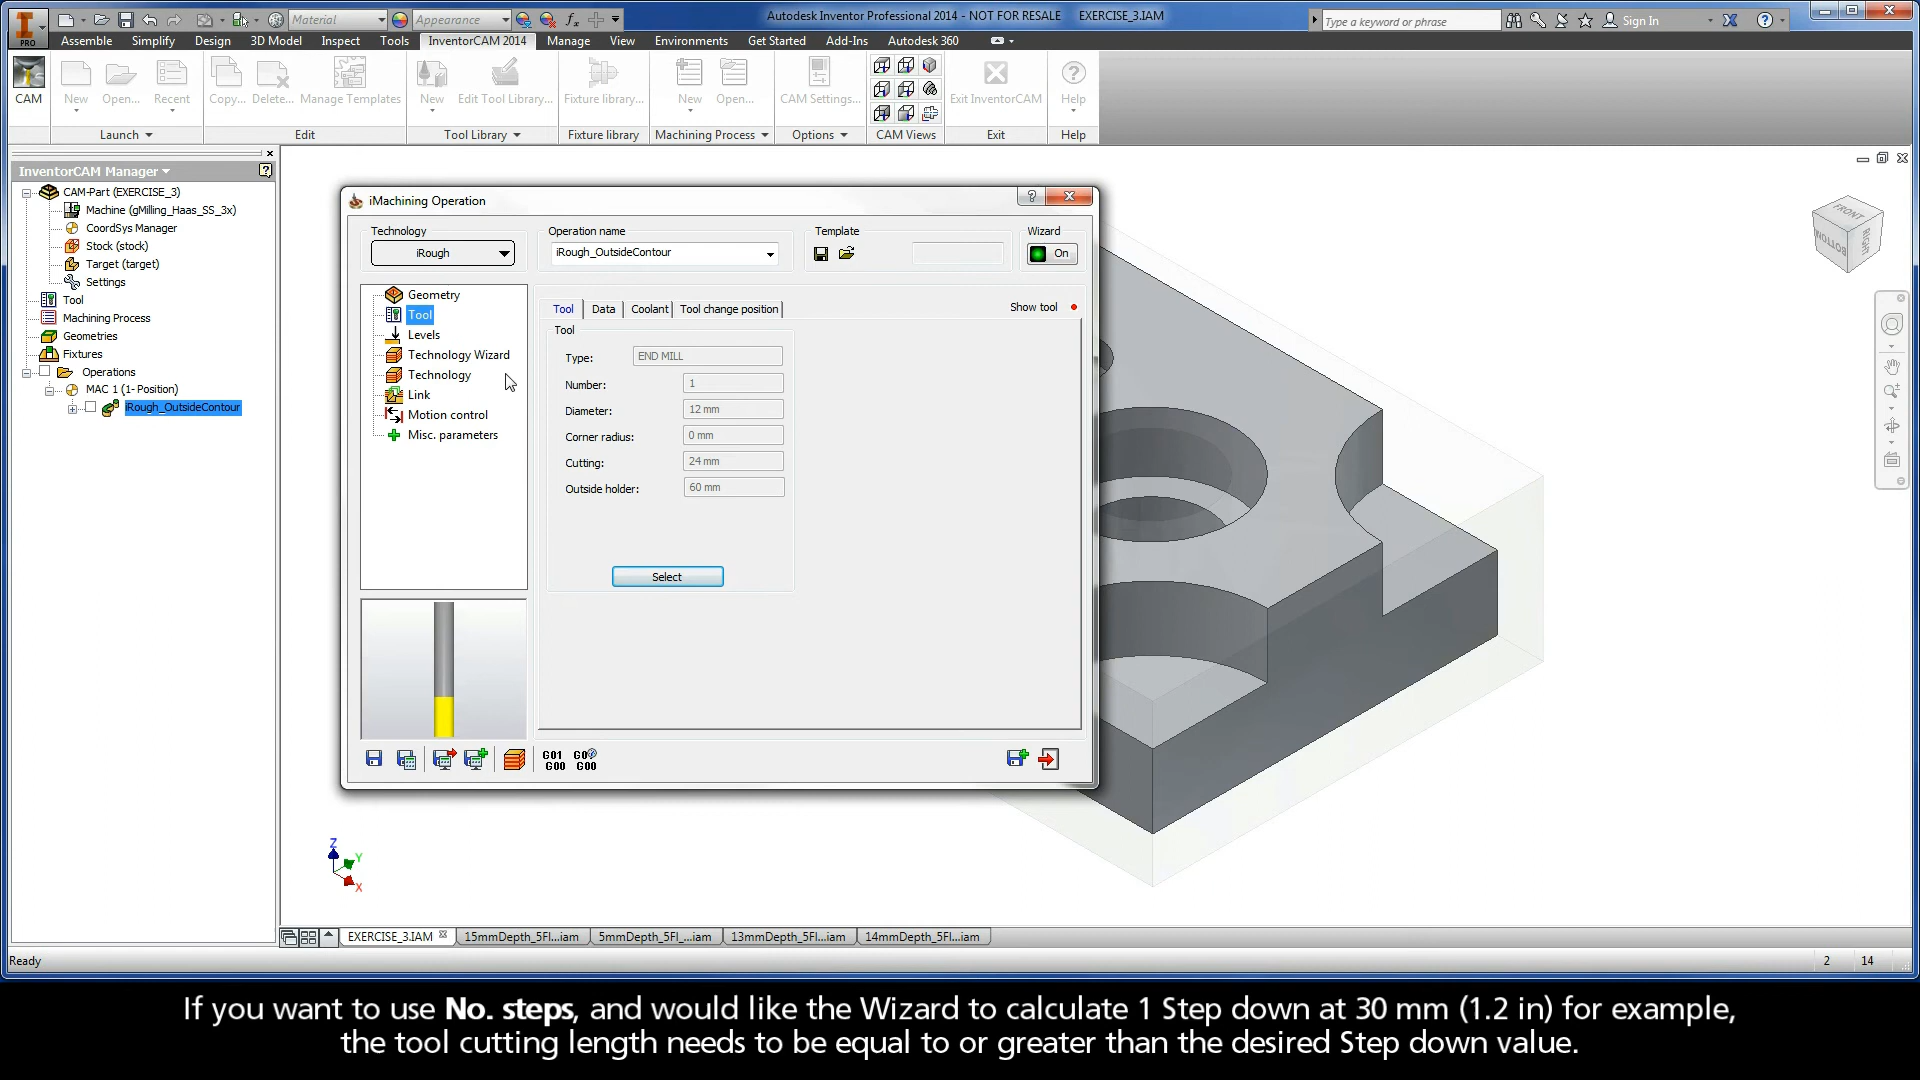 Material
Appearance
Autodesk Inventor Professional 2014 - NOT FOR RESALE EXERCISE_3.IAM
Type a keyword or phrase
Sign In
PRO
Assemble Simplify Design 3D Model Inspect Tools InventorCAM 2014 Manage View Environments Get Started Add-Ins Autodesk 360
CAM New Open... Recent Copy... Delete... Manage Templates New Edit Tool Library... Fixture library... New Open... CAM Settings... Exit InventorCAM Help
Launch Edit Tool Library Fixture library Machining Process Options CAM Views Exit Help
InventorCAM Manager
CAM-Part (EXERCISE_3)
Machine (gMilling_Haas_SS_3x)
CoordSys Manager
Stock (stock)
Target (target)
Settings
Tool
Machining Process
Geometries
Fixtures
Operations
MAC 1 (1- Position)
iRough_OutsideContour
iMachining Operation
Technology
iRough
Operation name
iRough_OutsideContour
Template
Wizard
On
Geometry
Tool
Levels
Technology Wizard
Technology
Link
Motion control
Misc. parameters
Tool Data Coolant Tool change position
Show tool
Tool
Type: END MILL
Number: 1
Diameter: 12 mm
Corner radius: 0 mm
Cutting: 24 mm
Outside holder: 60 mm
Select
G01
G00
G0
G00
FRONT
RIGHT
BOTTOM
Z
Y
X
EXERCISE_3.IAM 15mmDepth_5Fl...iam 5mmDepth_5Fl_...iam 13mmDepth_5Fl...iam 14mmDepth_5Fl...iam
Ready
2 14
If you want to use No. steps, and would like the Wizard to calculate 1 Step down at 30 mm (1.2 in) for example,
the tool cutting length needs to be equal to or greater than the desired Step down value.